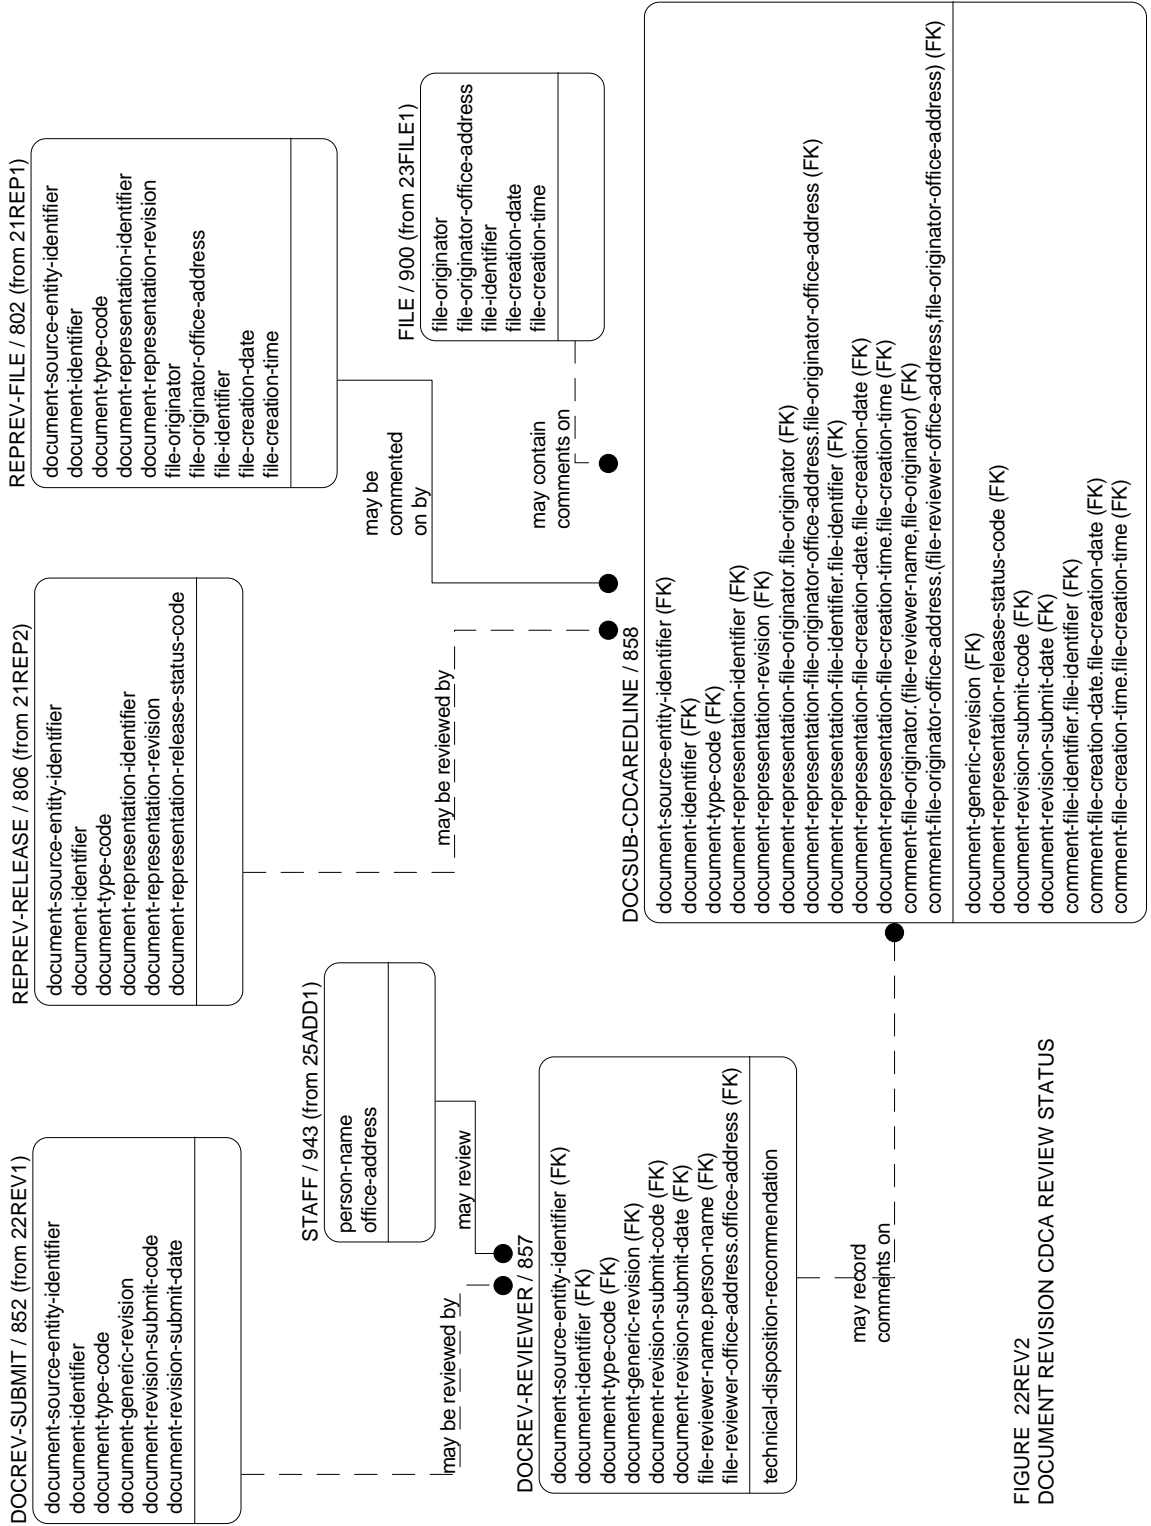 DOCREV-SUBMIT / 852 (from 22REV1)
document-source-entity-identifier
document-identifier
document-type-code
document-generic-revision
document-revision-submit-code
document-revision-submit-date
REPREV-RELEASE / 806 (from 21REP2)
document-source-entity-identifier
document-identifier
document-type-code
document-representation-identifier
document-representation-revision
document-representation-release-status-code
REPREV-FILE / 802 (from 21REP1)
document-source-entity-identifier
document-identifier
document-type-code
document-representation-identifier
document-representation-revision
file-originator
file-originator-office-address
file-identifier
file-creation-date
file-creation-time
STAFF / 943 (from 25ADD1)
person-name
office-address
FILE / 900 (from 23FILE1)
file-originator
file-originator-office-address
file-identifier
file-creation-date
file-creation-time
may be reviewed by
may review
may be reviewed by
may be
commented
on by
may contain
comments on
DOCREV-REVIEWER / 857
document-source-entity-identifier (FK)
document-identifier (FK)
document-type-code (FK)
document-generic-revision (FK)
document-revision-submit-code (FK)
document-revision-submit-date (FK)
file-reviewer-name.person-name (FK)
file-reviewer-office-address.office-address (FK)
technical-disposition-recommendation
may record
comments on
DOCSUB-CDCAREDLINE / 858
document-source-entity-identifier (FK)
document-identifier (FK)
document-type-code (FK)
document-representation-identifier (FK)
document-representation-revision (FK)
document-representation-file-originator.file-originator (FK)
document-representation-file-originator-office-address.file-originator-office-address (FK)
document-representation-file-identifier.file-identifier (FK)
document-representation-file-creation-date.file-creation-date (FK)
document-representation-file-creation-time.file-creation-time (FK)
comment-file-originator.(file-reviewer-name,file-originator) (FK)
comment-file-originator-office-address.(file-reviewer-office-address,file-originator-office-address) (FK)
document-generic-revision (FK)
document-representation-release-status-code (FK)
document-revision-submit-code (FK)
document-revision-submit-date (FK)
comment-file-identifier.file-identifier (FK)
comment-file-creation-date.file-creation-date (FK)
comment-file-creation-time.file-creation-time (FK)
FIGURE 22REV2
DOCUMENT REVISION CDCA REVIEW STATUS